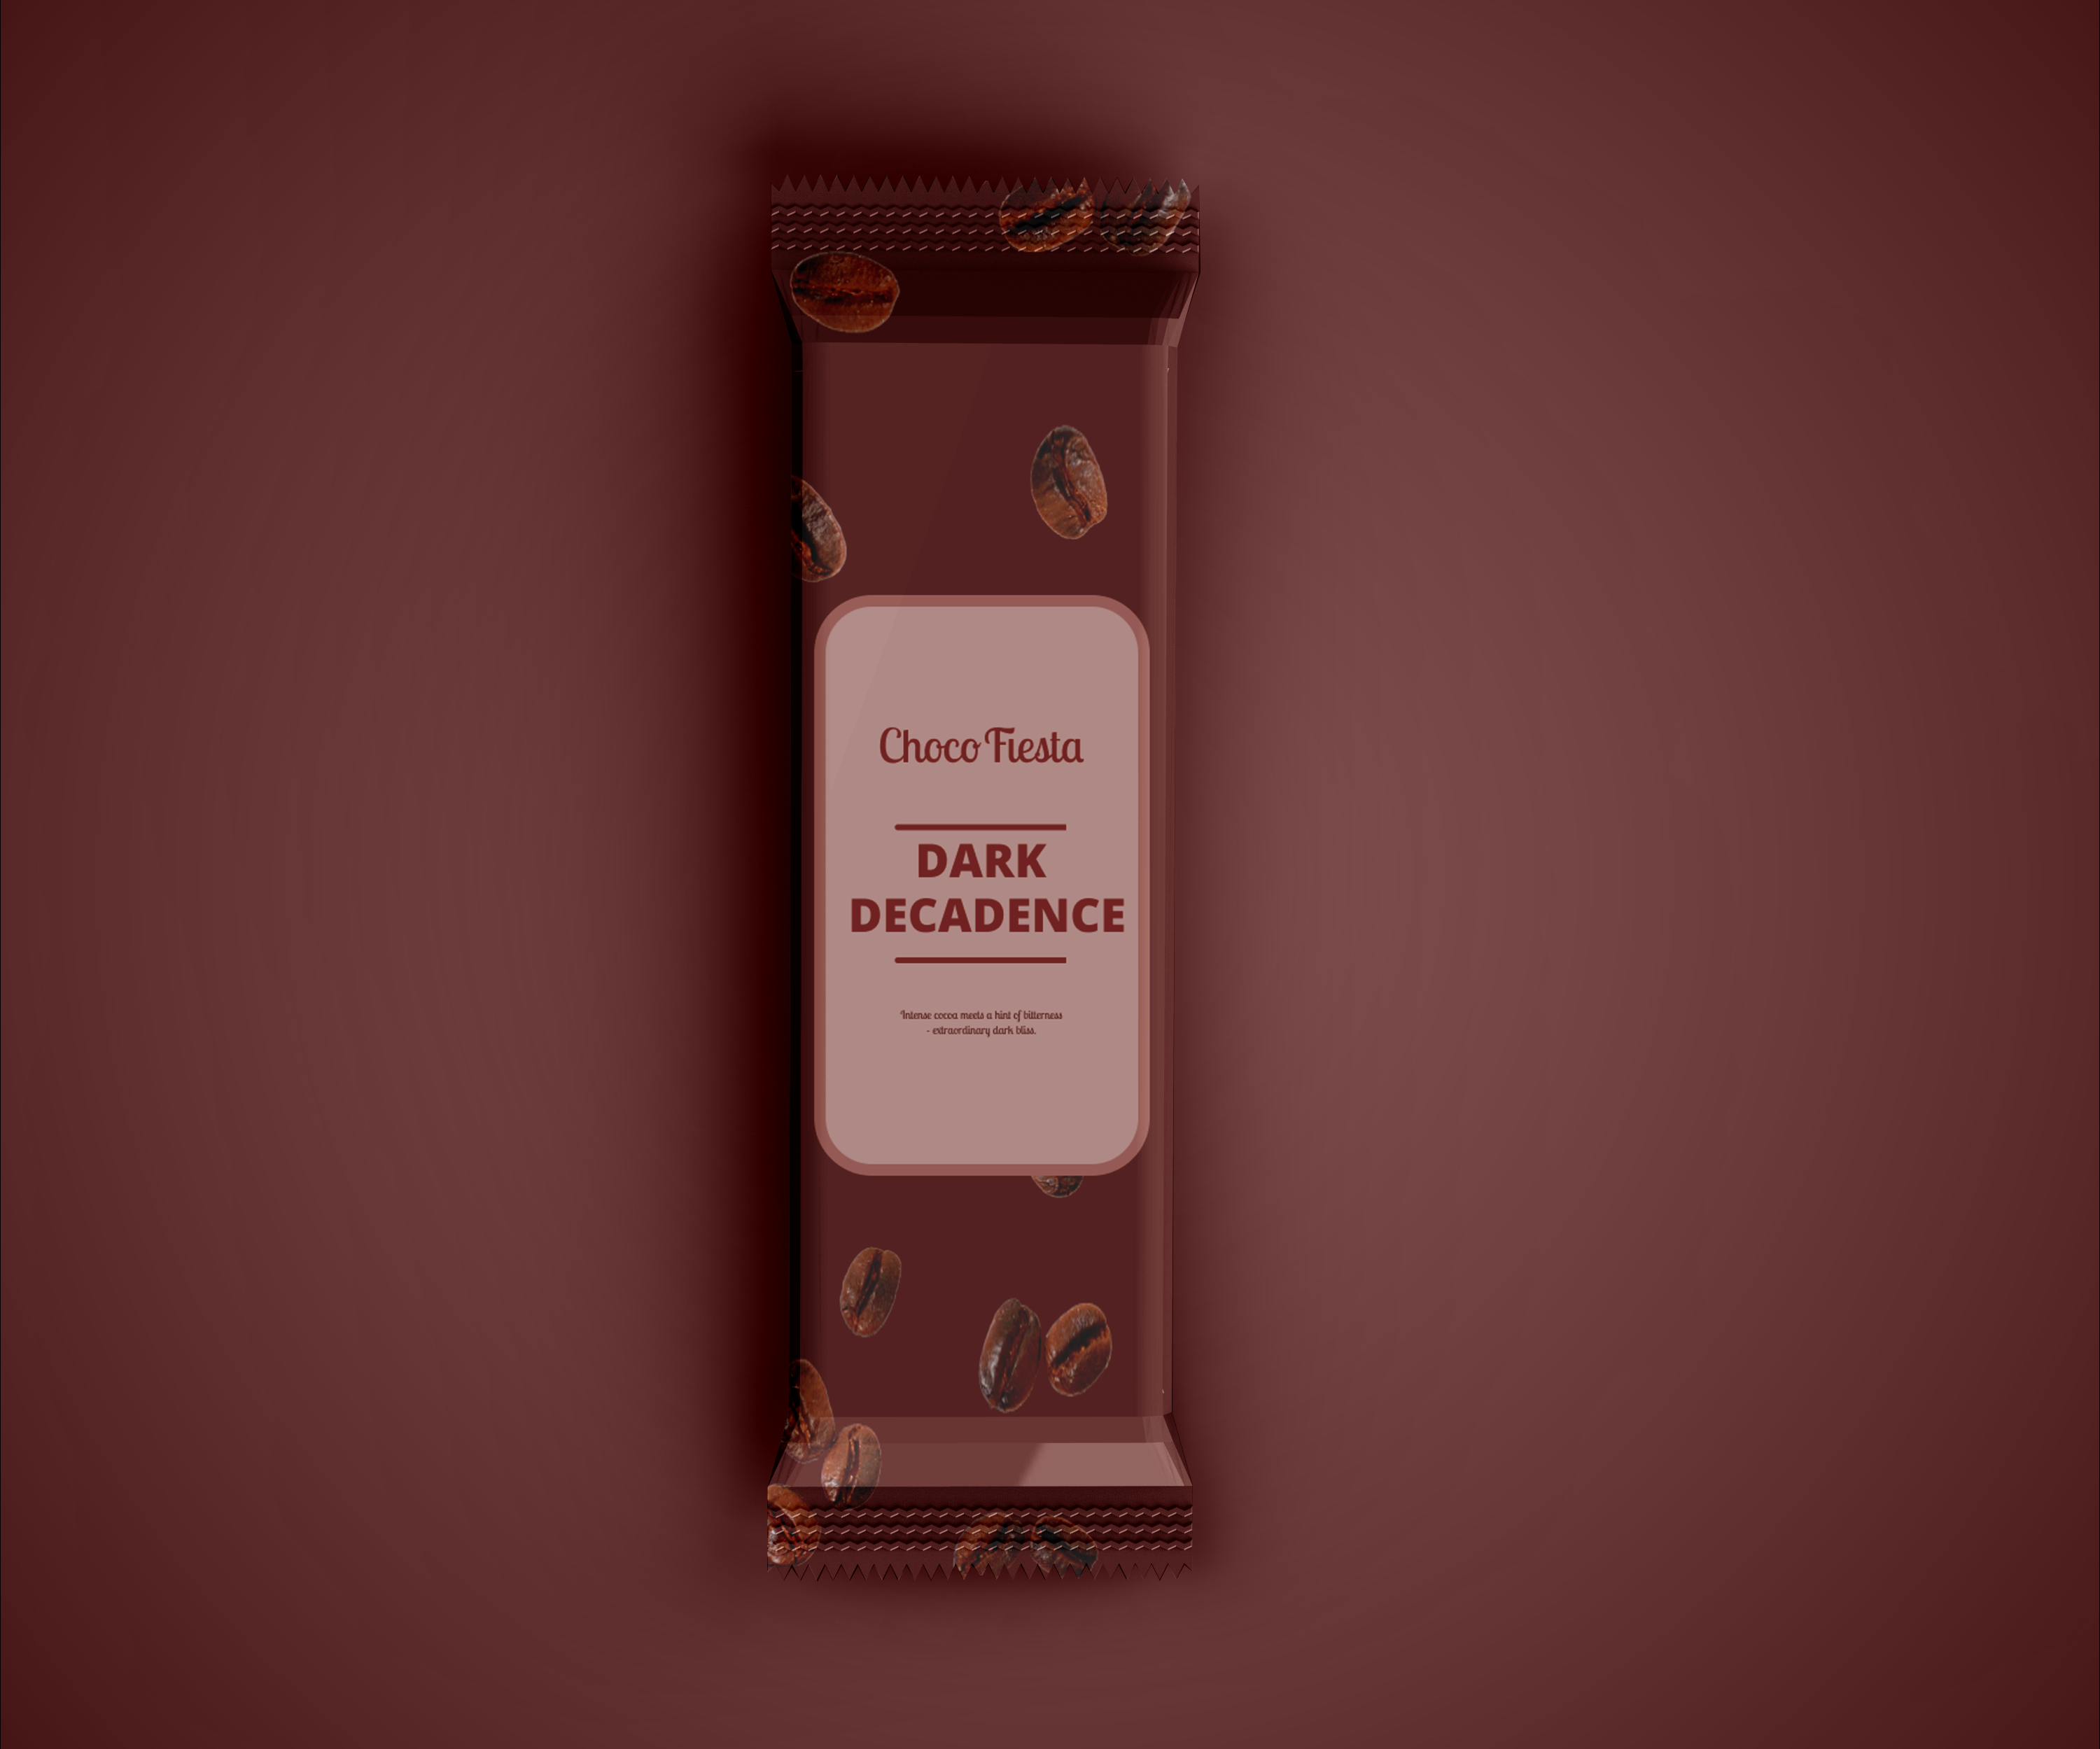 Choco Fiesta
DARK
DECADENCE
Intense cocoa meets a hint of bitterness
- extraordinary dark bliss.